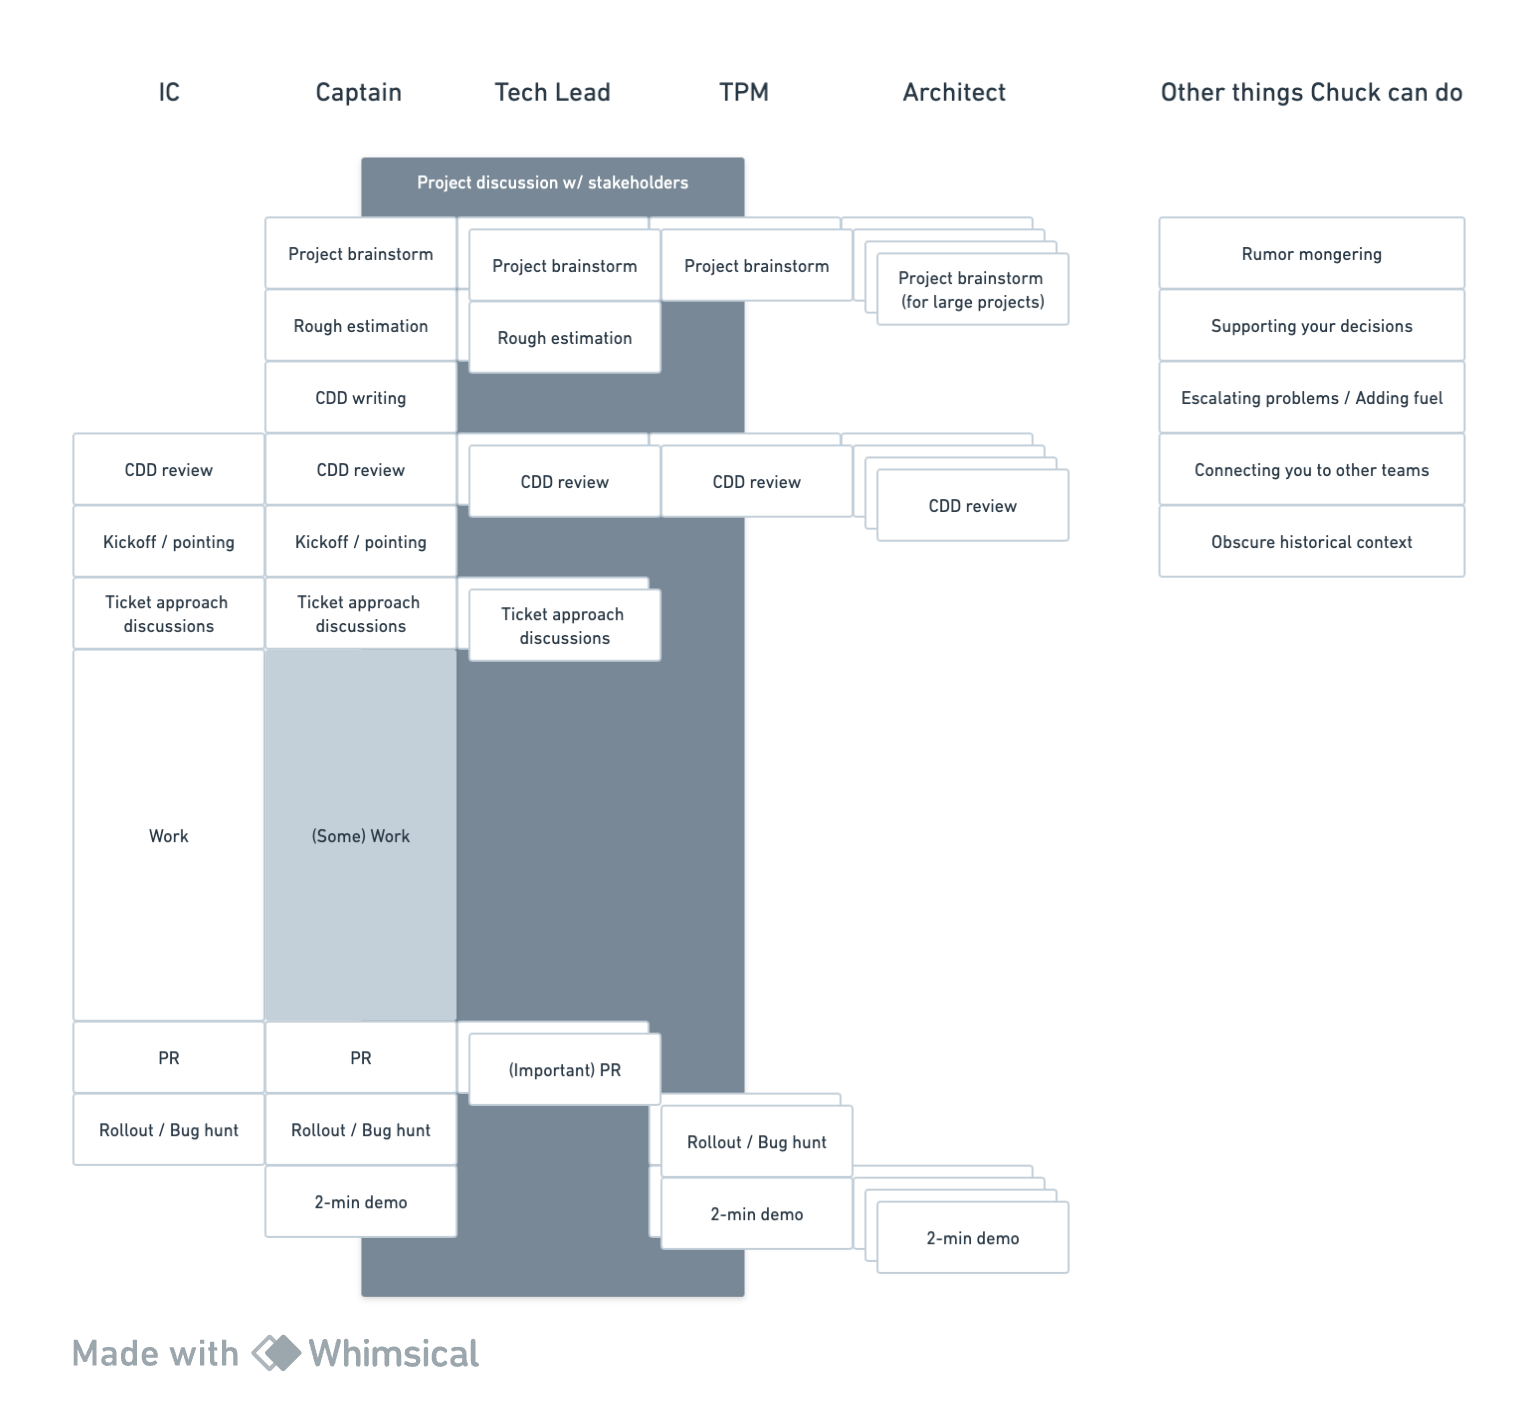 IC
Captain
Tech Lead
TPM
Architect
Other things Chuck can do
Project discussion w/ stakeholders
Project brainstorm
Project brainstorm
Project brainstorm
Project brainstorm
(for large projects)
Rumor mongering
Rough estimation
Rough estimation
Supporting your decisions
CDD writing
Escalating problems / Adding fuel
CDD review
CDD review
CDD review
CDD review
CDD review
Connecting you to other teams
Kickoff / pointing
Kickoff / pointing
Obscure historical context
Ticket approach
discussions
Ticket approach
discussions
Ticket approach
discussions
Work
(Some) Work
PR
PR
(Important) PR
Rollout / Bug hunt
Rollout / Bug hunt
Rollout / Bug hunt
2-min demo
2-min demo
2-min demo
Made with Whimsical